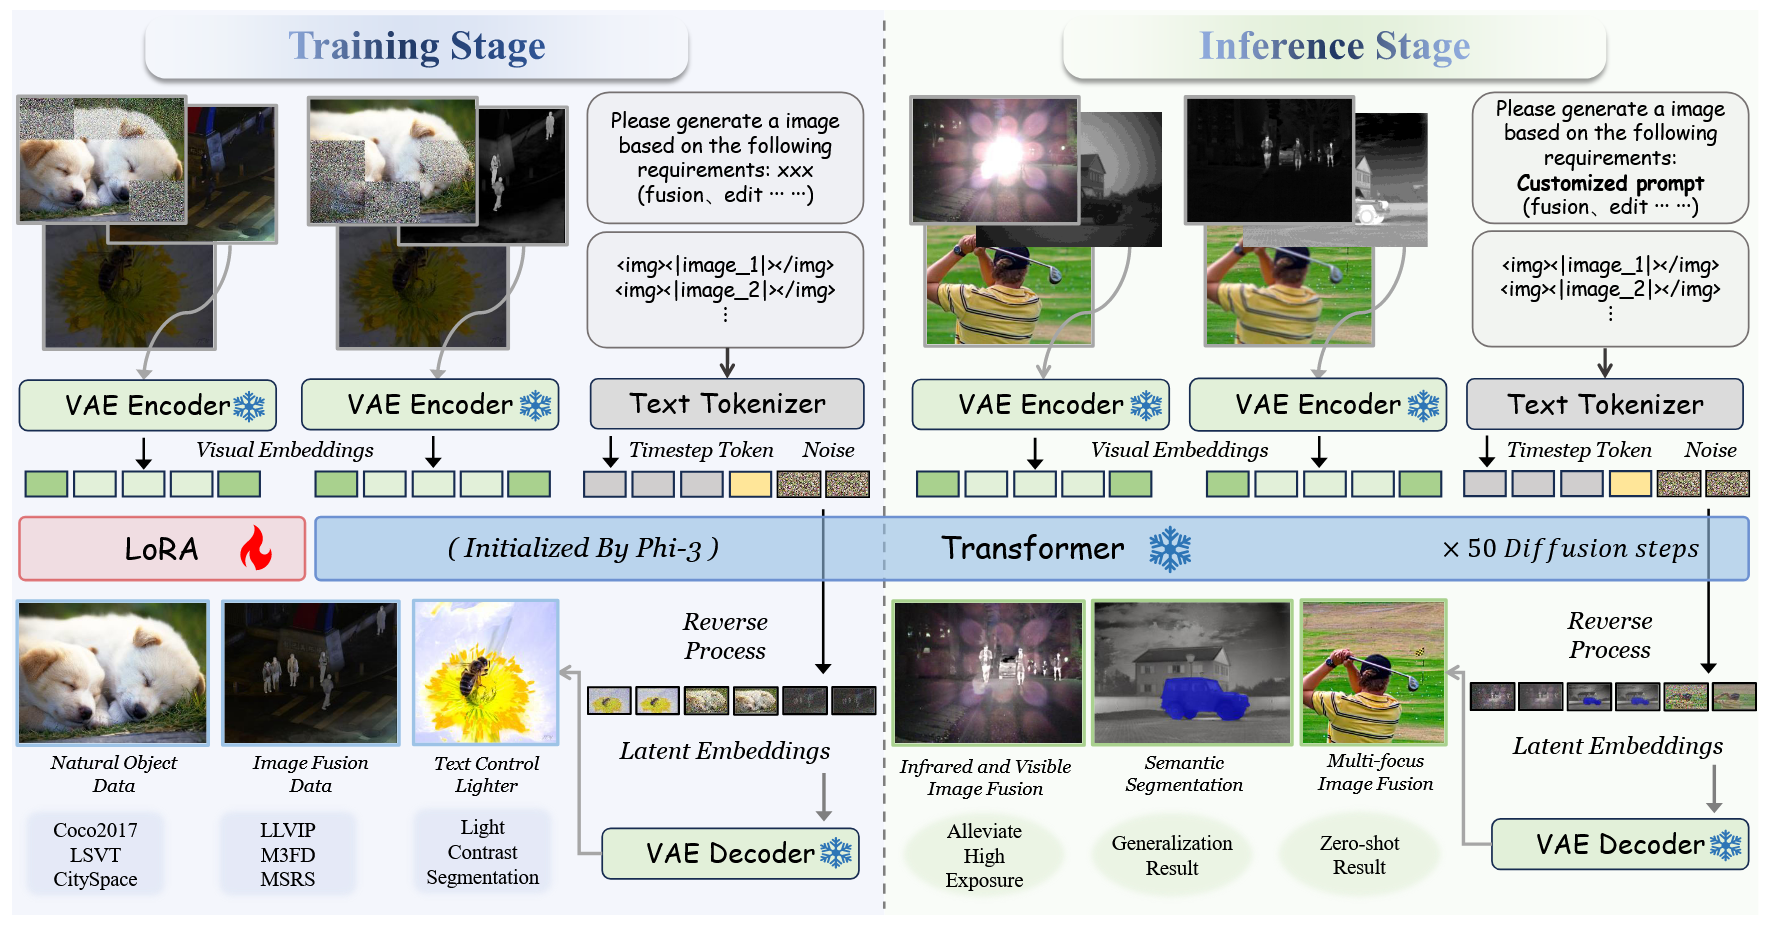 Training Stage
Please generate a image
based on the following
requirements: xxx
(fusion、edit ··· ···)
<img><|image_1|></img>
<img><|image_2|></img>
⋮
VAE Encoder
VAE Encoder
Text Tokenizer
Visual Embeddings
Timestep Token
Noise
LoRA
( Initialized By Phi-3 )
Transformer
× 50 Diffusion steps
Reverse
Process
Latent Embeddings
VAE Decoder
Natural Object
Data
Image Fusion
Data
Text Control
Lighter
Coco2017
LSVT
CitySpace
LLVIP
M3FD
MSRS
Light
Contrast
Segmentation
Inference Stage
Please generate a image
based on the following
requirements:
Customized prompt
(fusion、edit ··· ···)
<img><|image_1|></img>
<img><|image_2|></img>
⋮
VAE Encoder
VAE Encoder
Text Tokenizer
Visual Embeddings
Timestep Token
Noise
Reverse
Process
Latent Embeddings
VAE Decoder
Infrared and Visible
Image Fusion
Semantic
Segmentation
Multi-focus
Image Fusion
Alleviate
High
Exposure
Generalization
Result
Zero-shot
Result